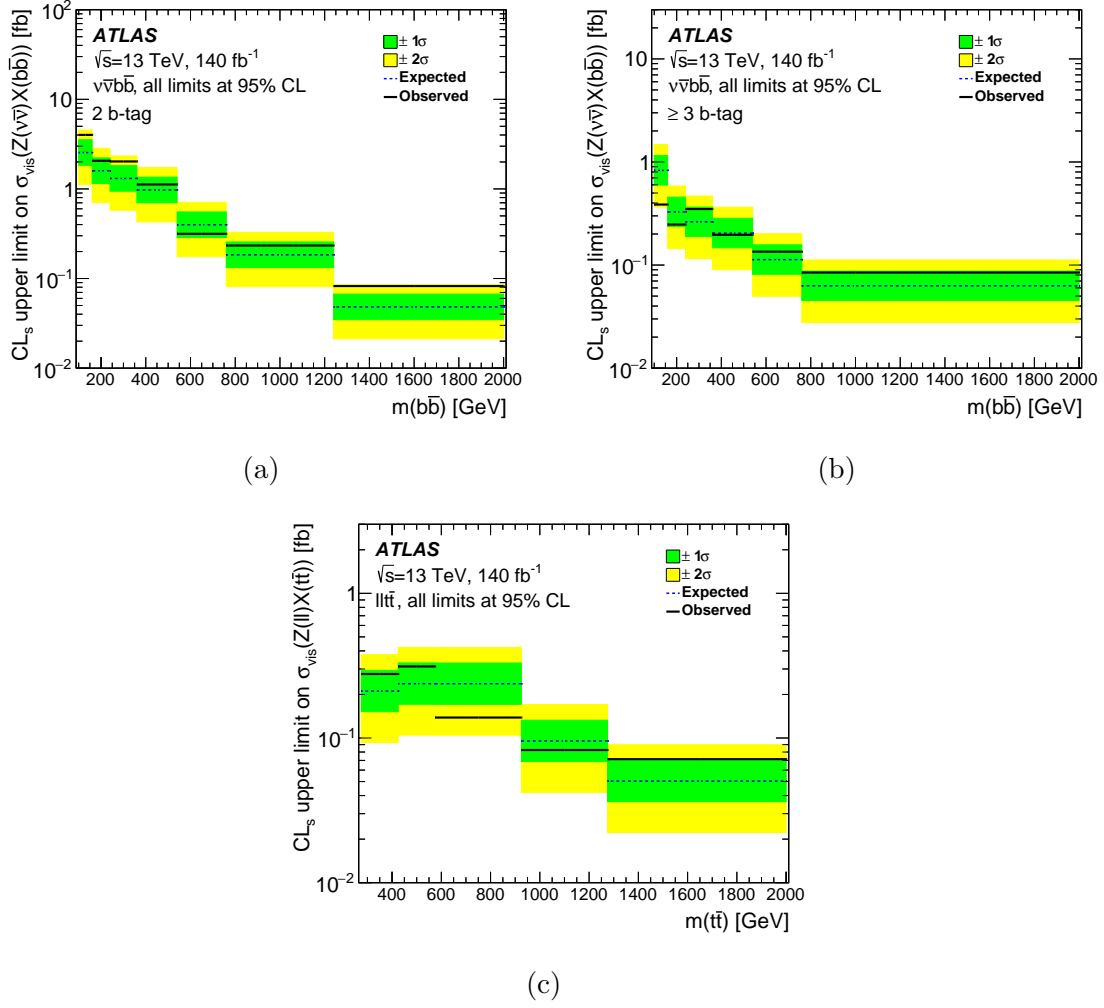 CLₛ upper limit on σᵥᵢₛ(Z(νν̅)X(bb̅)) [fb]
10²
10
1
10⁻¹
10⁻²
ATLAS
√s=13 TeV, 140 fb⁻¹
νν̅bb̅, all limits at 95% CL
2 b-tag
± 1σ
± 2σ
Expected
Observed
200 400 600 800 1000 1200 1400 1600 1800 2000
m(bb̅) [GeV]
(a)
CLₛ upper limit on σᵥᵢₛ(Z(νν̅)X(bb̅)) [fb]
10
1
10⁻¹
10⁻²
ATLAS
√s=13 TeV, 140 fb⁻¹
νν̅bb̅, all limits at 95% CL
≥ 3 b-tag
± 1σ
± 2σ
Expected
Observed
200 400 600 800 1000 1200 1400 1600 1800 2000
m(bb̅) [GeV]
(b)
CLₛ upper limit on σᵥᵢₛ(Z(ll)X(tt̅)) [fb]
1
10⁻¹
10⁻²
ATLAS
√s=13 TeV, 140 fb⁻¹
lltt̅, all limits at 95% CL
± 1σ
± 2σ
Expected
Observed
400 600 800 1000 1200 1400 1600 1800 2000
m(tt̅) [GeV]
(c)